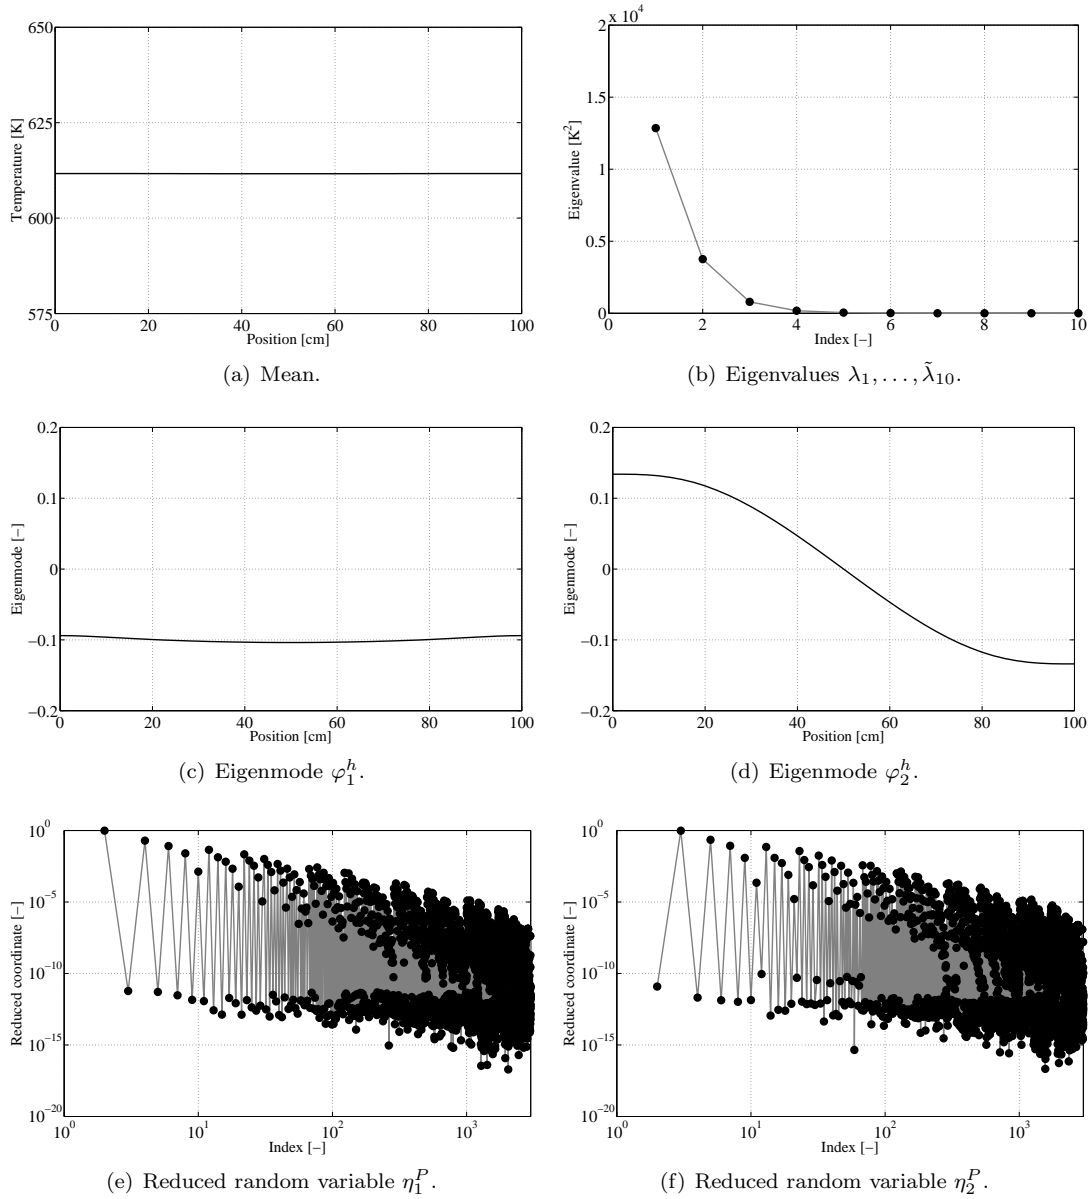 650
625
600
575
Temperature [K]
0 20 40 60 80 100
Position [cm]
(a) Mean.
x 10^4
2
1.5
1
0.5
0
Eigenvalue [K^2]
0 2 4 6 8 10
Index [–]
(b) Eigenvalues λ_1, . . . , \tilde{λ}_{10}.
0.2
0.1
0
–0.1
–0.2
Eigenmode [–]
0 20 40 60 80 100
Position [cm]
(c) Eigenmode φ_1^h.
0.2
0.1
0
–0.1
–0.2
Eigenmode [–]
0 20 40 60 80 100
Position [cm]
(d) Eigenmode φ_2^h.
10^0
10^{–5}
10^{–10}
10^{–15}
10^{–20}
Reduced coordinate [–]
10^0 10^1 10^2 10^3
Index [–]
(e) Reduced random variable η_1^P.
10^0
10^{–5}
10^{–10}
10^{–15}
10^{–20}
Reduced coordinate [–]
10^0 10^1 10^2 10^3
Index [–]
(f) Reduced random variable η_2^P.